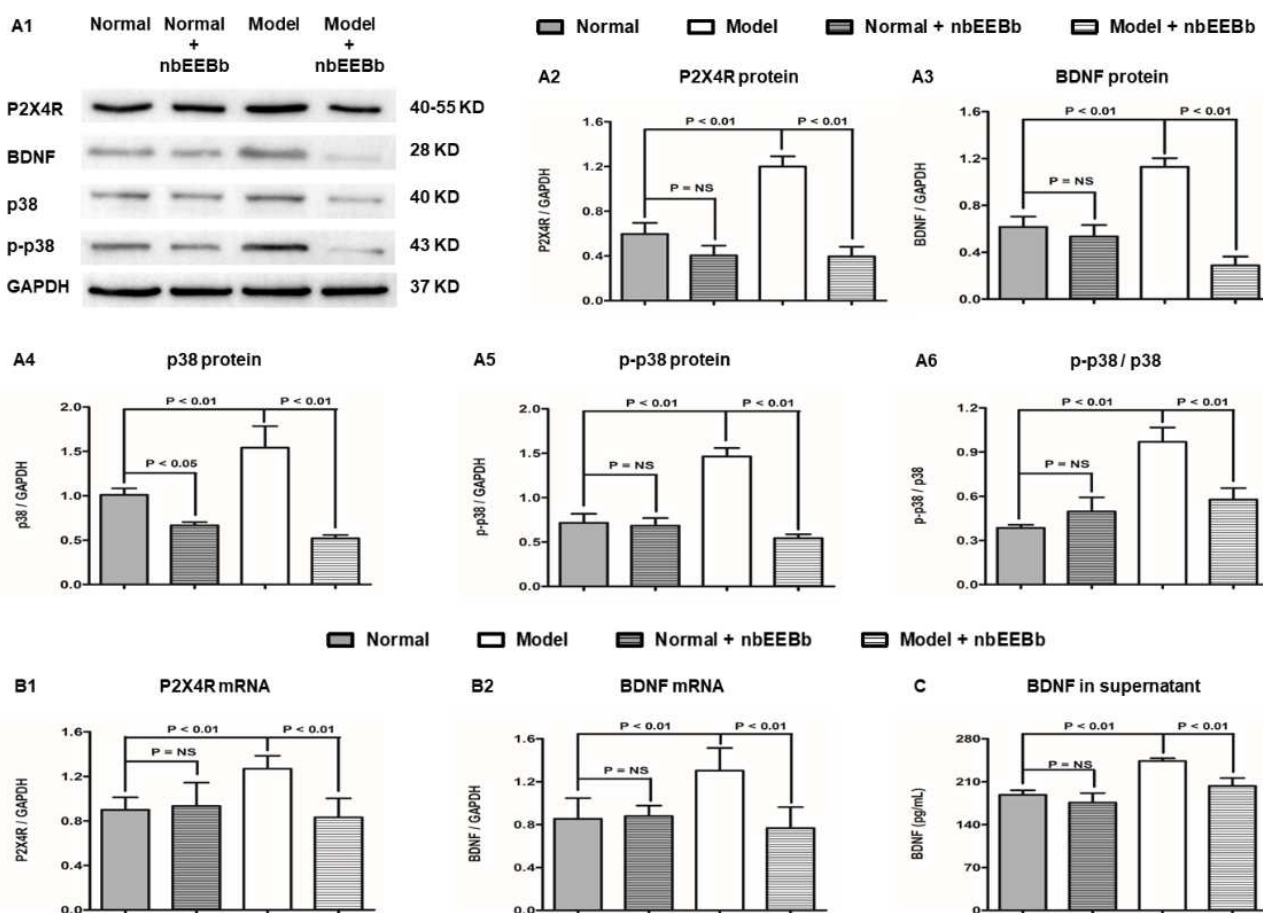 A1
Normal Normal + nbEEBb Model Model + nbEEBb
P2X4R 40-55 KD
BDNF 28 KD
p38 40 KD
p-p38 43 KD
GAPDH 37 KD
Normal Model Normal + nbEEBb Model + nbEEBb
A2 P2X4R protein
P2X4R / GAPDH
1.6
1.2
0.8
0.4
0.0
P < 0.01 P < 0.01
P = NS
A3 BDNF protein
BDNF / GAPDH
1.6
1.2
0.8
0.4
0.0
P < 0.01 P < 0.01
P = NS
A4 p38 protein
p38 / GAPDH
2.0
1.5
1.0
0.5
0.0
P < 0.01 P < 0.01
P < 0.05
A5 p-p38 protein
p-p38 / GAPDH
2.0
1.5
1.0
0.5
0.0
P < 0.01 P < 0.01
P = NS
A6 p-p38 / p38
p-p38 / p38
1.2
0.9
0.6
0.3
0.0
P < 0.01 P < 0.01
P = NS
Normal Model Normal + nbEEBb Model + nbEEBb
B1 P2X4R mRNA
P2X4R / GAPDH
1.6
1.2
0.8
0.4
0.0
P < 0.01 P < 0.01
P = NS
B2 BDNF mRNA
BDNF / GAPDH
1.6
1.2
0.8
0.4
0.0
P < 0.01 P < 0.01
P = NS
C BDNF in supernatant
BDNF (pg/mL)
280
210
140
70
0
P < 0.01 P < 0.01
P = NS